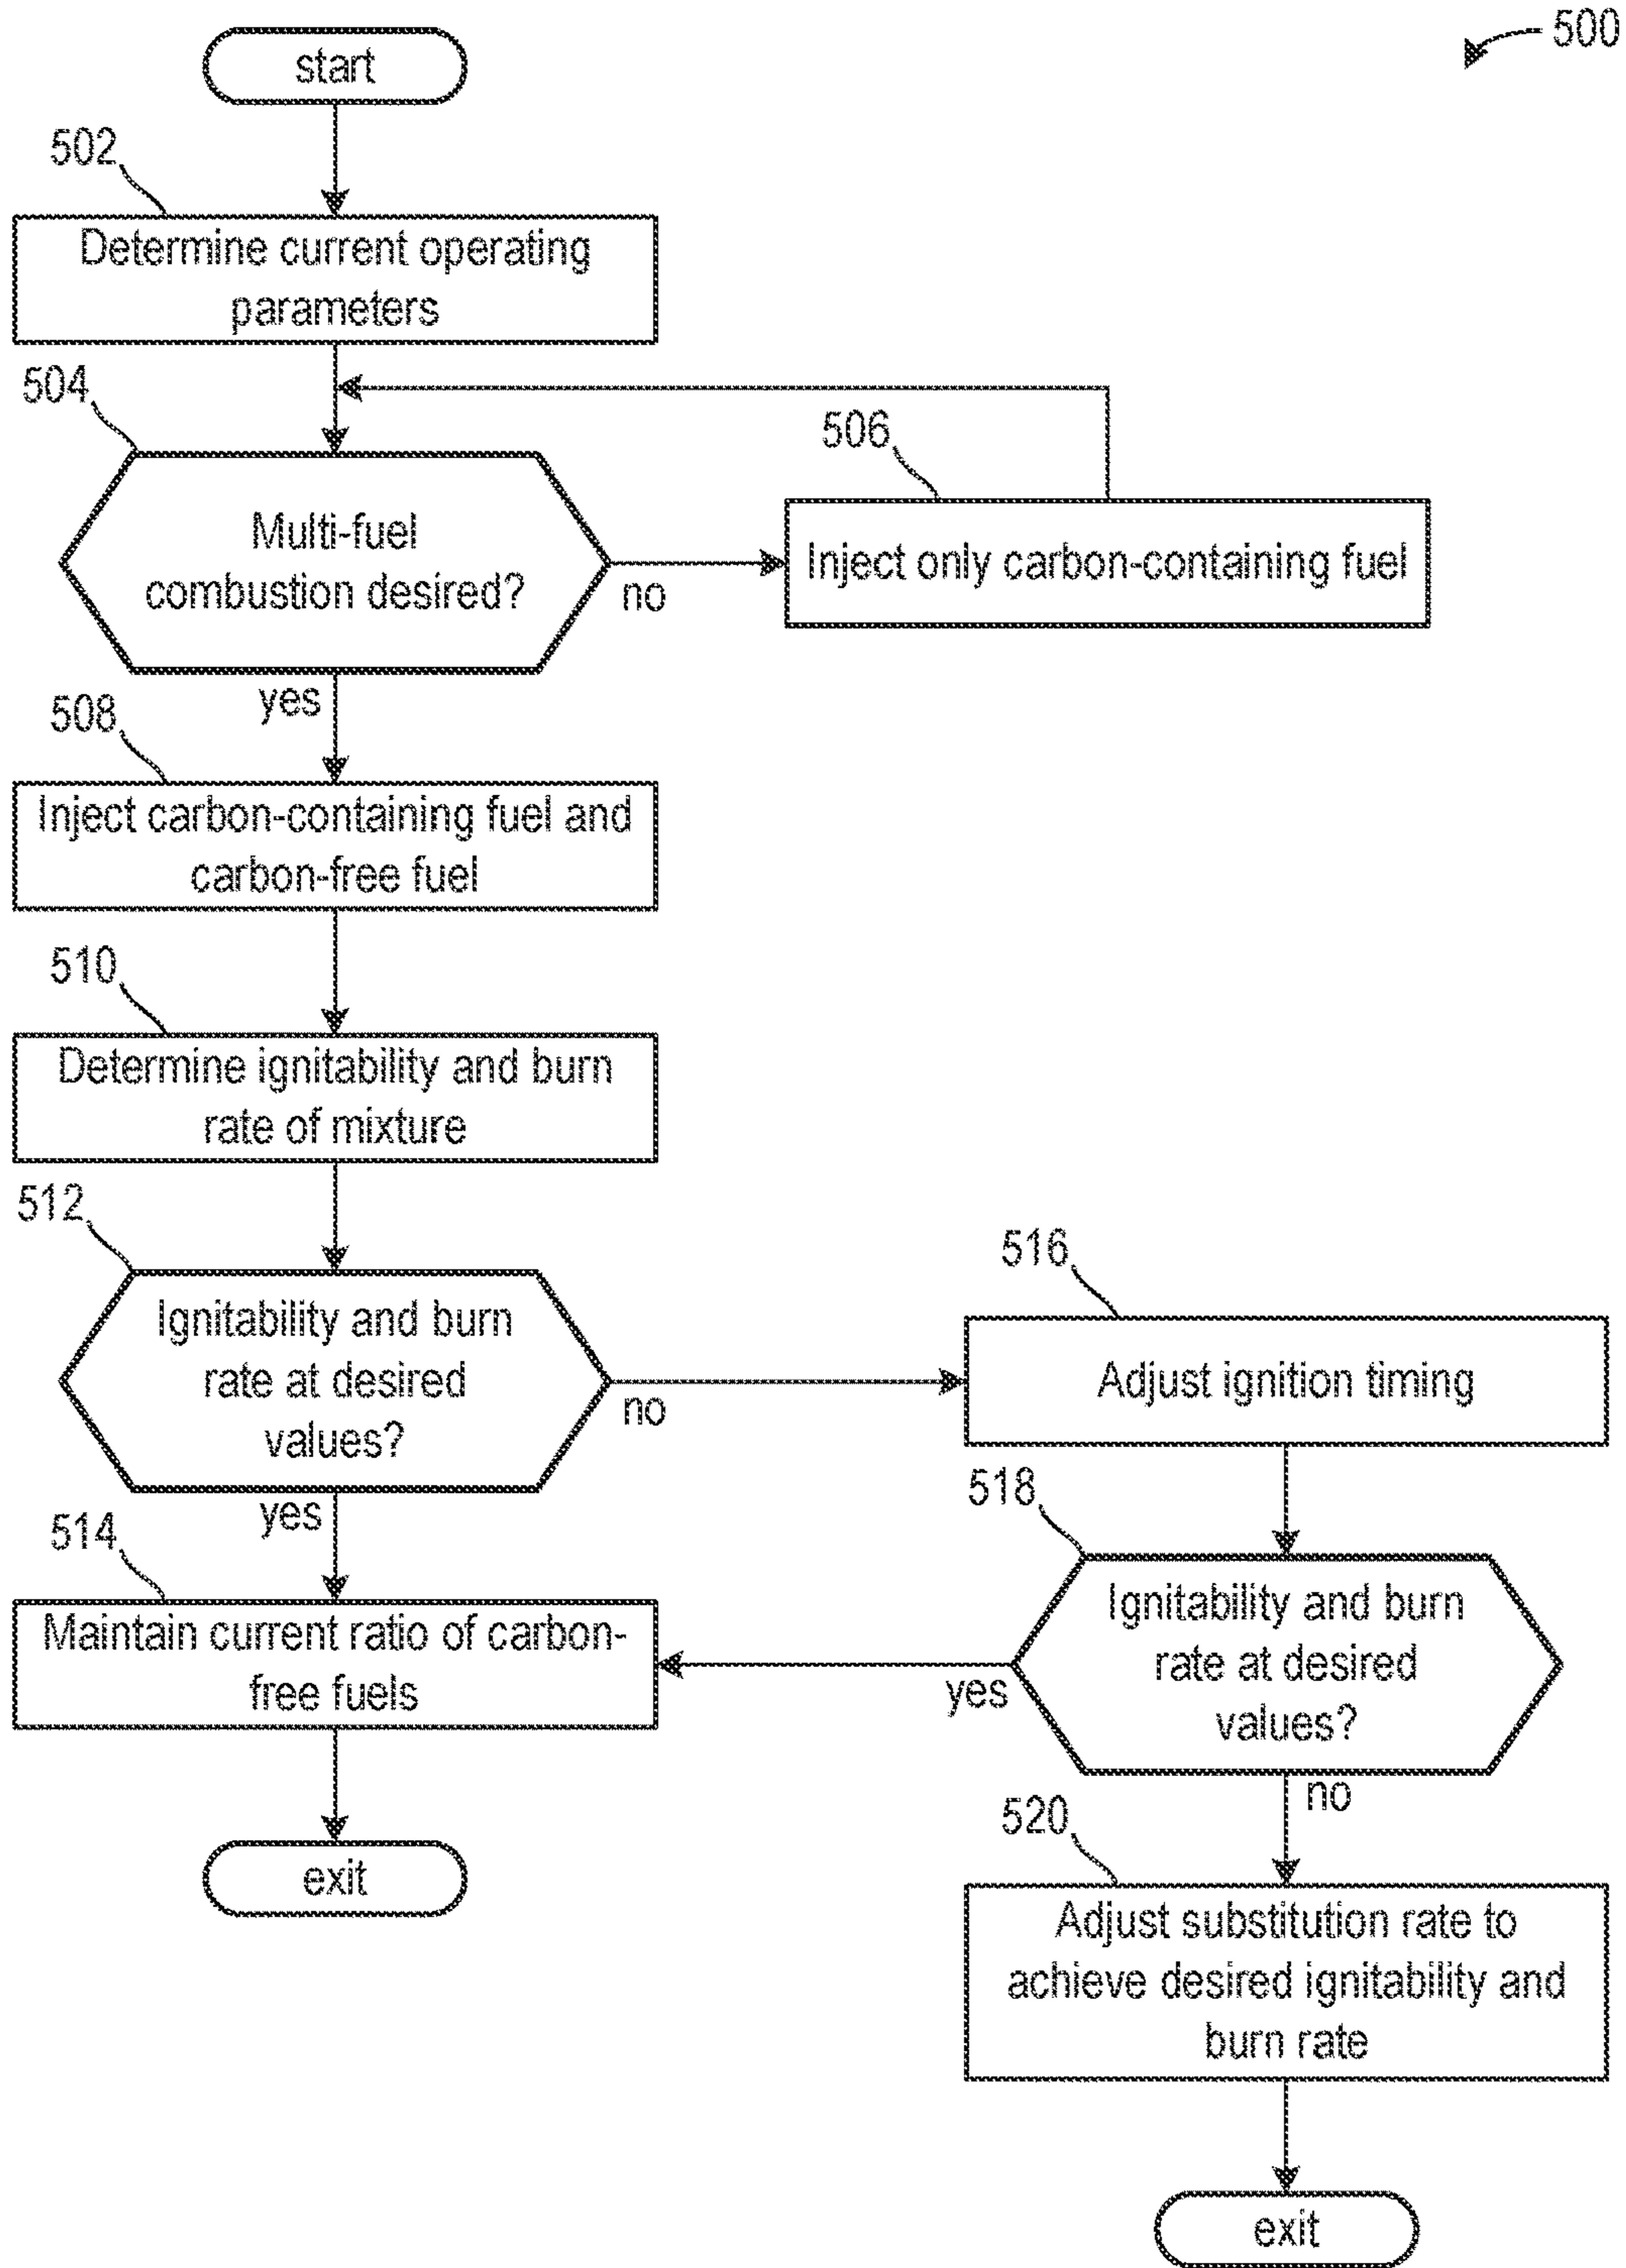 500
start
502
Determine current operating
parameters
504
506
Multi-fuel
combustion desired?
no
Inject only carbon-containing fuel
yes
508
Inject carbon-containing fuel and
carbon-free fuel
510
Determine ignitability and burn
rate of mixture
512
Ignitability and burn
rate at desired
values?
no
yes
516
Adjust ignition timing
514
Maintain current ratio of carbon-
free fuels
518
Ignitability and burn
rate at desired
values?
yes
no
exit
520
Adjust substitution rate to
achieve desired ignitability and
burn rate
exit